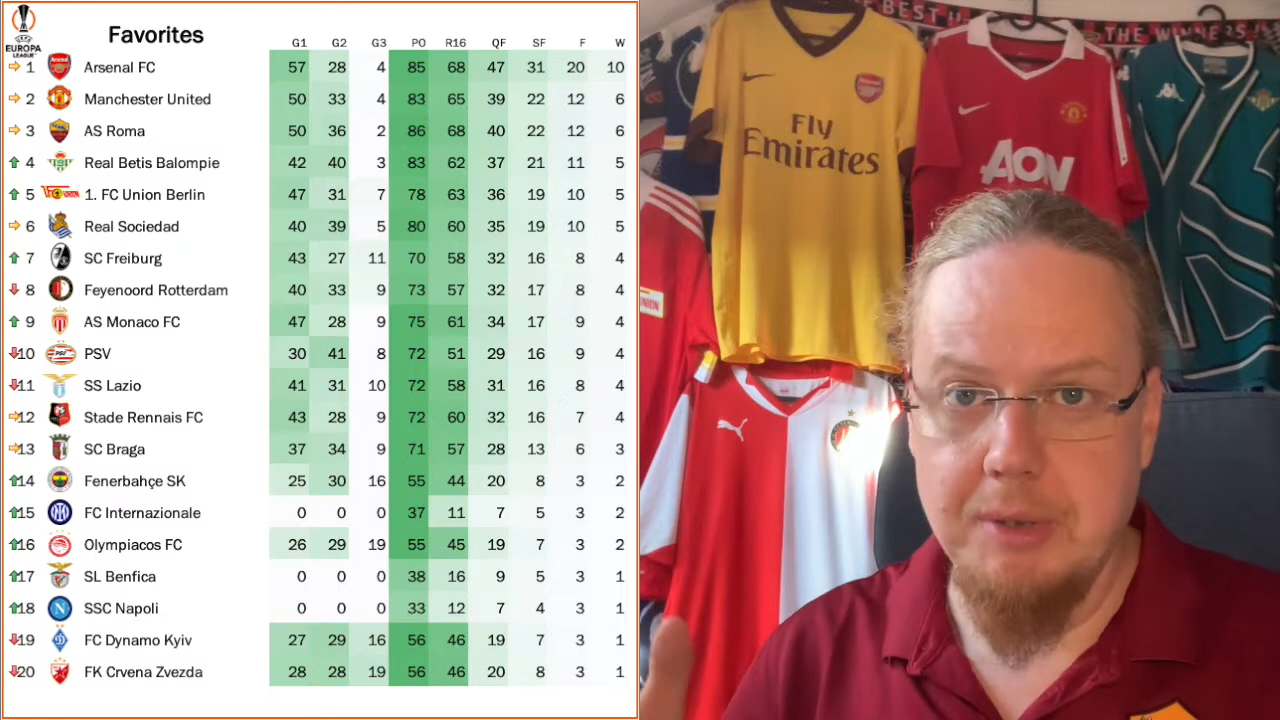 Favorites
EUROPA
LEAGUE
G1 G2 G3 PO R16 QF SF F W
1 Arsenal FC 57 28 4 85 68 47 31 20 10
2 Manchester United 50 33 4 83 65 39 22 12 6
3 AS Roma 50 36 2 86 68 40 22 12 6
4 Real Betis Balompie 42 40 3 83 62 37 21 11 5
5 1. FC Union Berlin 47 31 7 78 63 36 19 10 5
6 Real Sociedad 40 39 5 80 60 35 19 10 5
7 SC Freiburg 43 27 11 70 58 32 16 8 4
8 Feyenoord Rotterdam 40 33 9 73 57 32 17 8 4
9 AS Monaco FC 47 28 9 75 61 34 17 9 4
10 PSV 30 41 8 72 51 29 16 9 4
11 SS Lazio 41 31 10 72 58 31 16 8 4
12 Stade Rennais FC 43 28 9 72 60 32 16 7 4
13 SC Braga 37 34 9 71 57 28 13 6 3
14 Fenerbahçe SK 25 30 16 55 44 20 8 3 2
15 FC Internazionale 0 0 0 37 11 7 5 3 2
16 Olympiacos FC 26 29 19 55 45 19 7 3 2
17 SL Benfica 0 0 0 38 16 9 5 3 1
18 SSC Napoli 0 0 0 33 12 7 4 3 1
19 FC Dynamo Kyiv 27 29 16 56 46 19 7 3 1
20 FK Crvena Zvezda 28 28 19 56 46 20 8 3 1
BEST !
THE WINNERS
Fly
Emirates
AON
UNION